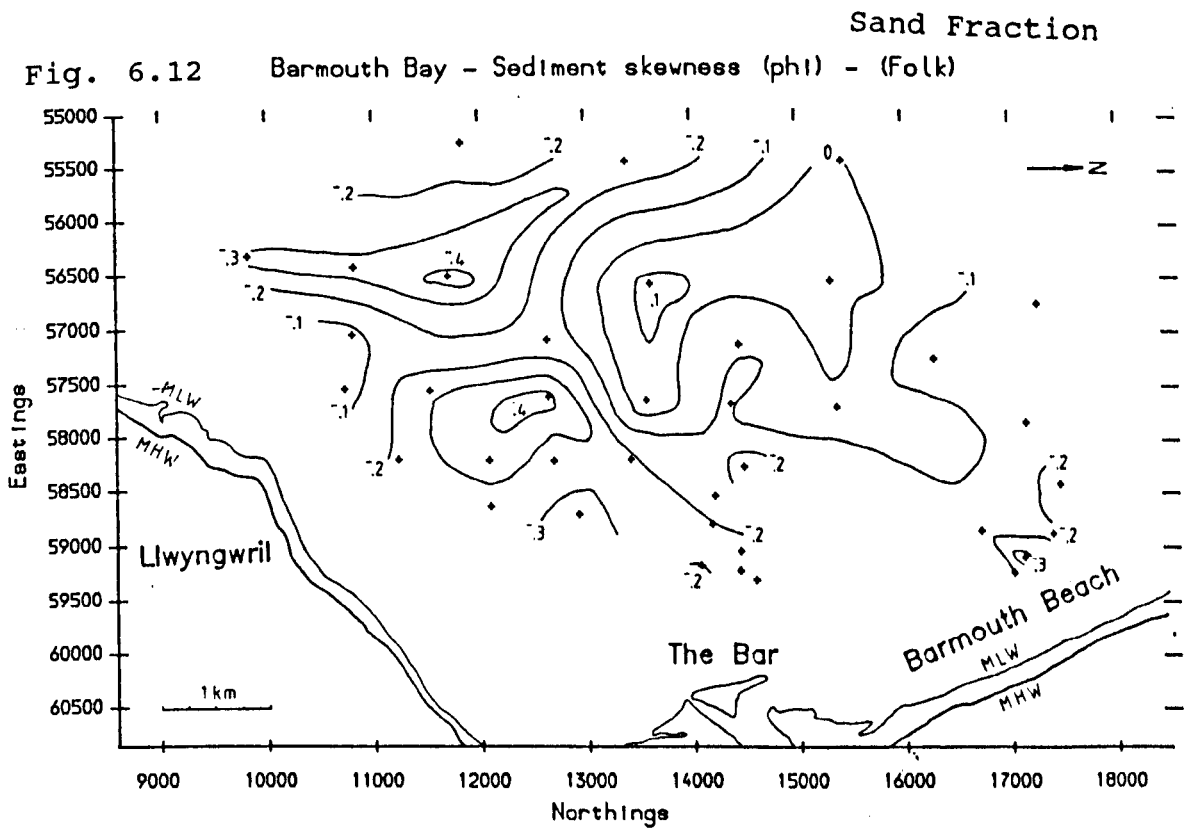 Sand Fraction
Fig. 6.12 Barmouth Bay - Sediment skewness (phi) - (Folk)
55000
55500
56000
56500
57000
57500
58000
58500
59000
59500
60000
60500
Eastings
-.2
-.2
-.2
-.1
0
N
-.3
-.4
-.2
.1
-.1
-.1
-.1
-.4
-.2
-.2
-.2
-.3
-.2
-.2
-.2
-.3
MLW
MHW
Llwyngwril
1km
The Bar
Barmouth Beach
MLW
MHW
9000 10000 11000 12000 13000 14000 15000 16000 17000 18000
Northings